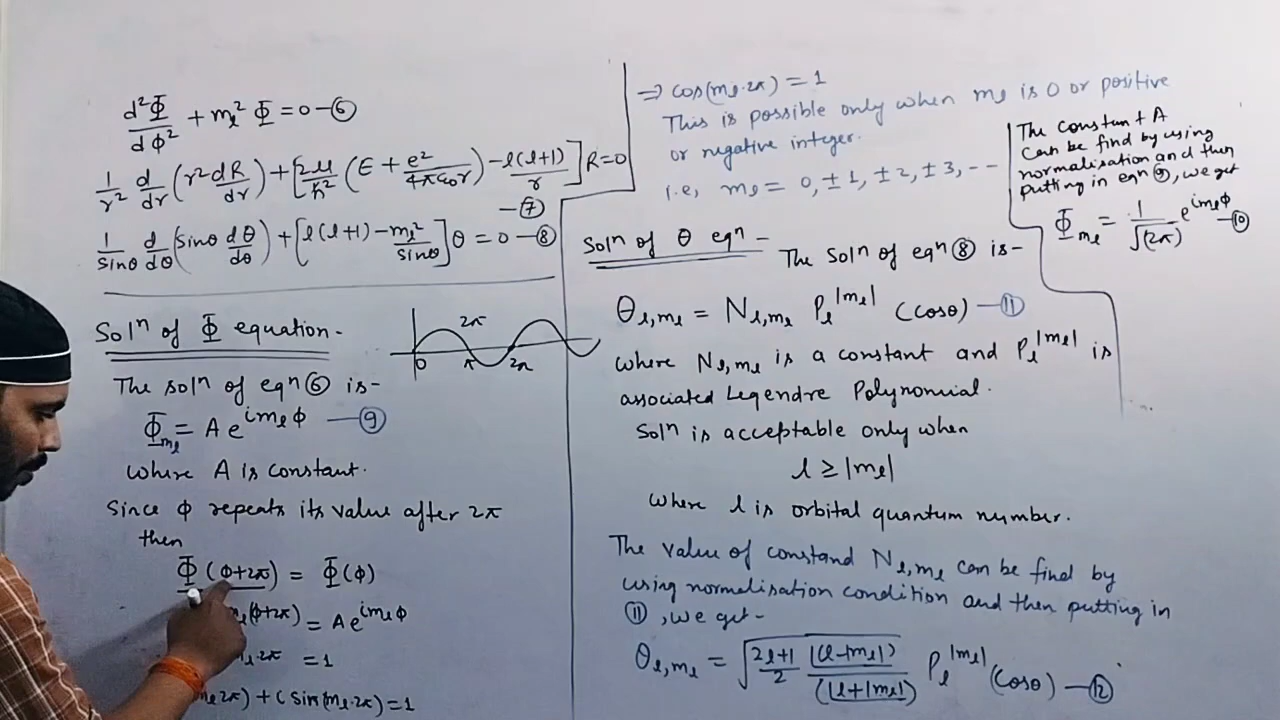 d²Φ/dϕ² + mₗ² Φ = 0 —⑥
1/r² d/dr (r² dR/dr) + [2μ/ħ² (E + e²/4πε₀r) − l(l+1)/r] R = 0
—⑦
1/sinθ d/dθ (sinθ dθ/dθ) + [l(l+1) − mₗ²/sinθ] θ = 0 —⑧
Solⁿ of Φ equation -
2π
0 π 2π
The solⁿ of eqⁿ ⑥ is-
Φₘₗ = A e^{imₗϕ} —⑨
where A is constant.
Since ϕ repeats its value after 2π
then
Φ(ϕ+2π) = Φ(ϕ)
mₗ(ϕ+2π) = A e^{imₗϕ}
mₗ·2π = 1
mₗ2π) + i sin(mₗ·2π) = 1
⇒ cos(mₗ·2π) = 1
This is possible only when mₗ is 0 or positive
or negative integer.
i.e, mₗ = 0, ±1, ±2, ±3, --
The constant A
can be find by using
normalisation and then
putting in eqⁿ ⑨, we get
Φₘₗ = 1/√(2π) e^{imₗϕ} —⑩
Solⁿ of θ eqⁿ - The solⁿ of eqⁿ ⑧ is-
θₗ,ₘₗ = Nₗ,ₘₗ Pₗ^{|mₗ|} (cosθ) —⑪
where Nₗ,ₘₗ is a constant and Pₗ^{|mₗ|} is
associated Legendre Polynomial.
Solⁿ is acceptable only when
l ≥ |mₗ|
where l is orbital quantum number.
The value of constand Nₗ,ₘₗ can be find by
using normalisation condition and then putting in
⑪, we get-
θₗ,ₘₗ = √(2l+1)/2 (l-|mₗ|)/(l+|mₗ|) Pₗ^{|mₗ|} (cosθ) —⑫